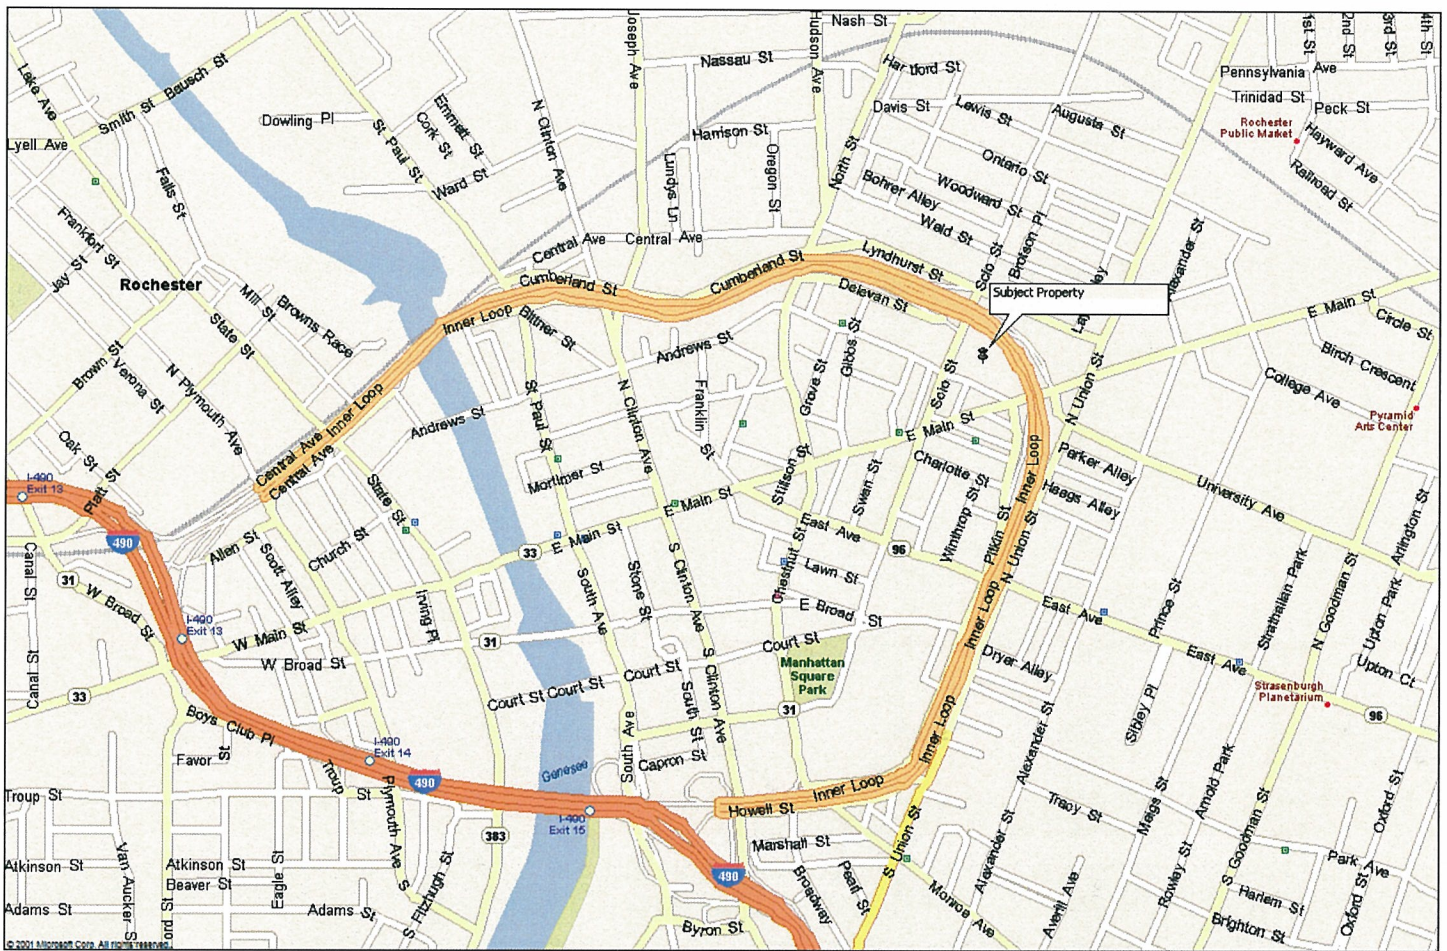 Nash St
Joseph Ave
Hudson Ave
1st St
2nd St
3rd St
4th St
Lake Ave
Smith St
Bausch St
Nassau St
Hartford St
Pennsylvania Ave
Trinidad St
Peck St
Davis St
Lewis St
Augusta St
Rochester
Public Market
Hayward Ave
Railroad St
Lyell Ave
Dowling Pl
St Paul St
Emmett St
Cork St
N Clinton Ave
Harrison St
Lundys Ln
Oregon St
North St
Ontario St
Woodward St
Bohrer Alley
Weld St
Ward St
Falls St
Frankfort St
Jay St
Central Ave
Central Ave
Lyndhurst St
Scio St
Alexander St
Rochester
Cumberland St
Cumberland St
Delevan St
Subject Property
E Main St
Circle St
Birch Crescent
College Ave
Pyramid
Arts Center
Mill St
Browns Race
State St
Inner Loop
Bittner St
Andrews St
Gibbs St
Grove St
Scio St
N Union St
Brown St
Verona St
N Plymouth Ave
Inner Loop
Andrews St
St Paul St
N Clinton Ave
Franklin St
E Main St
Oak St
Central Ave
Central Ave
Platt St
I-490
Exit 13
490
State St
Mortimer St
E Main St
Stillson St
Swan St
Charlotte St
Winthrop St
Pitkin St
Inner Loop
N Union St
Parker Alley
Haags Alley
University Ave
Arlington St
East Ave
96
Allen St
Church St
Scott Alley
33
E Main St
Canal St
31
W Broad St
I-490
Exit 13
W Main St
W Broad St
Irving Pl
31
South Ave
Stone St
S Clinton Ave
Chestnut St
Lawn St
E Broad St
Court St
Manhattan
Square
Park
Inner Loop
Inner Loop
East Ave
Prince St
Strathallan Park
N Goodman St
Upton Park
Upton Ct
East Ave
Strasenburgh
Planetarium
96
Canal St
33
Court St
Court St
Court St
South St
S Clinton Ave
31
Dryer Alley
Alexander St
Sibley Pl
Boys Club Pl
Favor St
I-490
Exit 14
490
Troup St
Troup St
Plymouth Ave S
Genesee
South Ave
Capron St
Inner Loop
Howell St
I-490
Exit 15
383
490
Marshall St
Broadway
Pearl St
S Union St
Monroe Ave
Alexander St
Tracy St
Meigs St
Arnold Park
S Goodman St
Oxford St
Park Ave
Rowley St
Averill Ave
Harlem St
Brighton St
Oxford St
Atkinson St
Atkinson St
Beaver St
Eagle St
Van Aucker St
Adams St
Adams St
S Fitzhugh St
Byron St
© 2001 Microsoft Corp. All rights reserved.